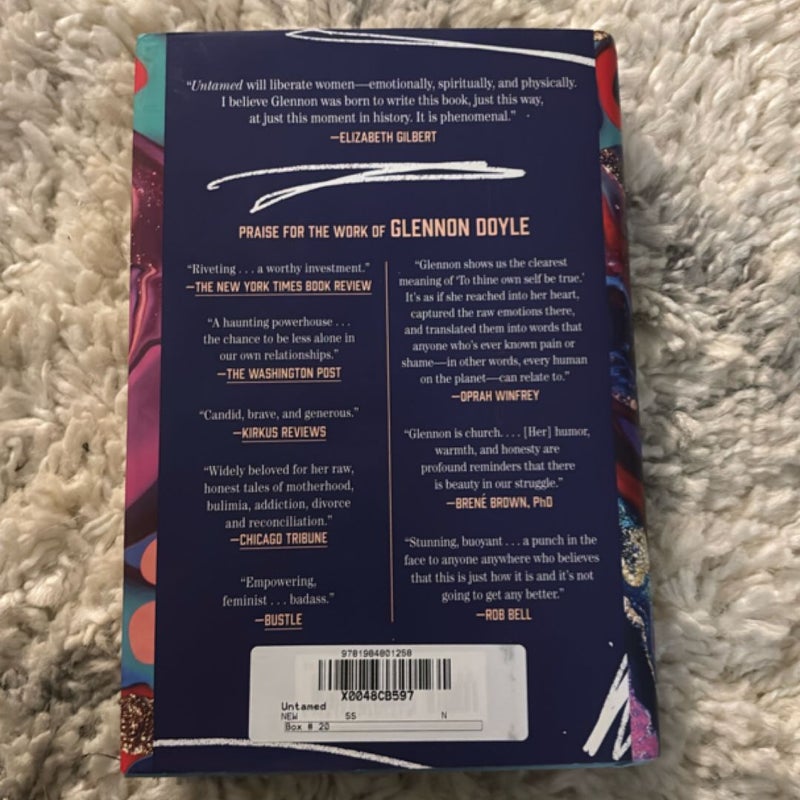 “Untamed will liberate women—emotionally, spiritually, and physically.
I believe Glennon was born to write this book, just this way,
at just this moment in history. It is phenomenal.”
—ELIZABETH GILBERT
PRAISE FOR THE WORK OF GLENNON DOYLE
“Riveting . . . a worthy investment.”
—THE NEW YORK TIMES BOOK REVIEW
“A haunting powerhouse . . .
the chance to be less alone in
our own relationships.”
—THE WASHINGTON POST
“Candid, brave, and generous.”
—KIRKUS REVIEWS
“Widely beloved for her raw,
honest tales of motherhood,
bulimia, addiction, divorce
and reconciliation.”
—CHICAGO TRIBUNE
“Empowering,
feminist . . . badass.”
—BUSTLE
“Glennon shows us the clearest
meaning of ‘To thine own self be true.’
It’s as if she reached into her heart,
captured the raw emotions there,
and translated them into words that
anyone who’s ever known pain or
shame—in other words, every human
on the planet—can relate to.”
—OPRAH WINFREY
“Glennon is church. . . . [Her] humor,
warmth, and honesty are
profound reminders that there
is beauty in our struggle.”
—BRENÉ BROWN, PhD
“Stunning, buoyant . . . a punch in the
face to anyone anywhere who believes
that this is just how it is and it’s not
going to get any better.”
—ROB BELL
9781984801258
X0048CB597
Untamed
NEW SS N
Box # 20